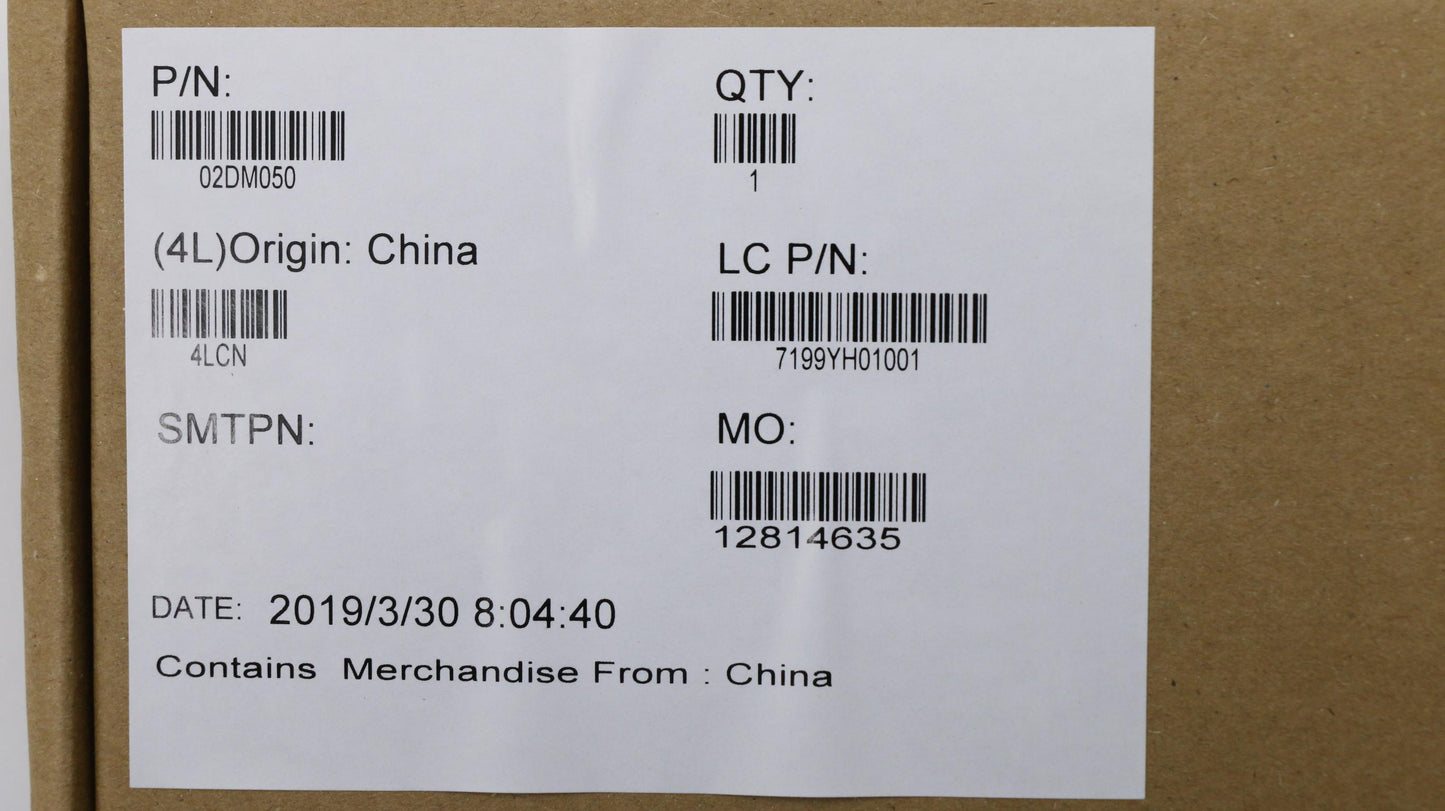 P/N:
02DM050
QTY:
1
(4L)Origin: China
4LCN
LC P/N:
7199YH01001
SMTPN:
MO:
12814635
DATE: 2019/3/30 8:04:40
Contains Merchandise From : China